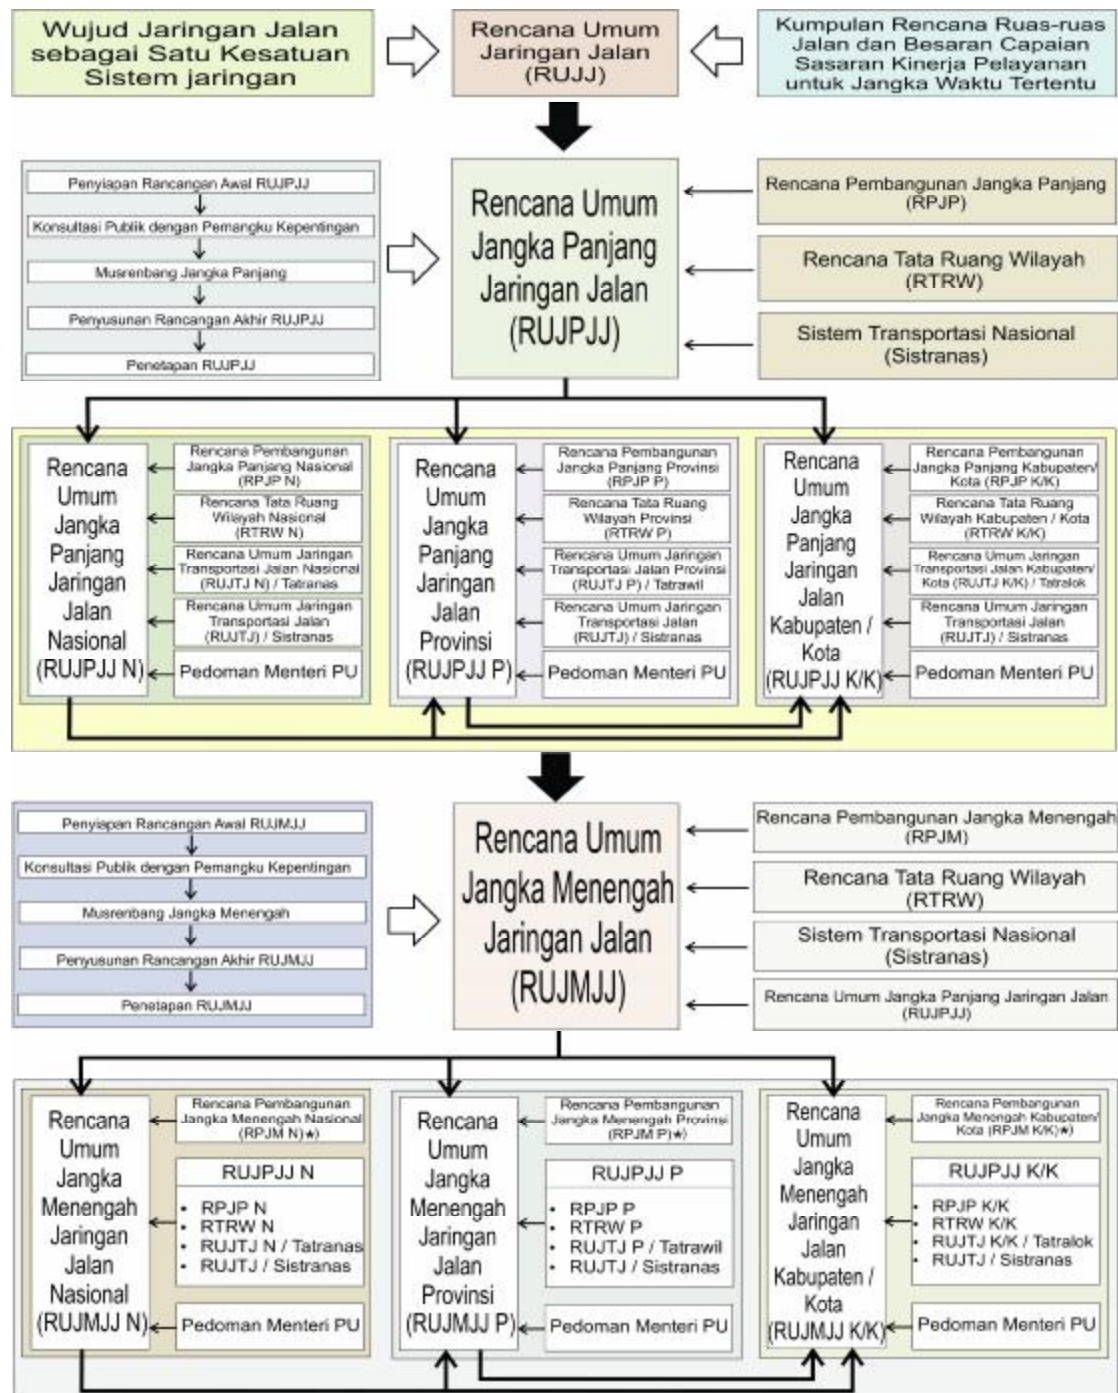 Wujud Jaringan Jalan
sebagai Satu Kesatuan
Sistem jaringan
Rencana Umum
Jaringan Jalan
(RUJJ)
Kumpulan Rencana Ruas-ruas
Jalan dan Besaran Capaian
Sasaran Kinerja Pelayanan
untuk Jangka Waktu Tertentu
Penyiapan Rancangan Awal RUJPJJ
Konsultasi Publik dengan Pemangku Kepentingan
Musrenbang Jangka Panjang
Penyusunan Rancangan Akhir RUJPJJ
Penetapan RUJPJJ
Rencana Umum
Jangka Panjang
Jaringan Jalan
(RUJPJJ)
Rencana Pembangunan Jangka Panjang
(RPJP)
Rencana Tata Ruang Wilayah
(RTRW)
Sistem Transportasi Nasional
(Sistranas)
Rencana
Umum
Jangka
Panjang
Jaringan
Jalan
Nasional
(RUJPJJ N)
Rencana Pembangunan
Jangka Panjang Nasional
(RPJP N)
Rencana Tata Ruang
Wilayah Nasional
(RTRW N)
Rencana Umum Jaringan
Transportasi Jalan Nasional
(RUJTJ N) / Tatranas
Rencana Umum Jaringan
Transportasi Jalan
(RUJTJ) / Sistranas
Pedoman Menteri PU
Rencana
Umum
Jangka
Panjang
Jaringan
Jalan
Provinsi
(RUJPJJ P)
Rencana Pembangunan
Jangka Panjang Provinsi
(RPJP P)
Rencana Tata Ruang
Wilayah Provinsi
(RTRW P)
Rencana Umum Jaringan
Transportasi Jalan Provinsi
(RUJTJ P) / Tatrawil
Rencana Umum Jaringan
Transportasi Jalan
(RUJTJ) / Sistranas
Pedoman Menteri PU
Rencana
Umum
Jangka
Panjang
Jaringan
Jalan
Kabupaten /
Kota
(RUJPJJ K/K)
Rencana Pembangunan
Jangka Panjang Kabupaten/
Kota (RPJP K/K)
Rencana Tata Ruang
Wilayah Kabupaten / Kota
(RTRW K/K)
Rencana Umum Jaringan
Transportasi Jalan Kabupaten/
Kota (RUJTJ K/K) / Tatralok
Rencana Umum Jaringan
Transportasi Jalan
(RUJTJ) / Sistranas
Pedoman Menteri PU
Penyiapan Rancangan Awal RUJMJJ
Konsultasi Publik dengan Pemangku Kepentingan
Musrenbang Jangka Menengah
Penyusunan Rancangan Akhir RUJMJJ
Penetapan RUJMJJ
Rencana Umum
Jangka Menengah
Jaringan Jalan
(RUJMJJ)
Rencana Pembangunan Jangka Menengah
(RPJM)
Rencana Tata Ruang Wilayah
(RTRW)
Sistem Transportasi Nasional
(Sistranas)
Rencana Umum Jangka Panjang Jaringan Jalan
(RUJPJJ)
Rencana
Umum
Jangka
Menengah
Jaringan
Jalan
Nasional
(RUJMJJ N)
Rencana Pembangunan
Jangka Menengah Nasional
(RPJM N)★)
RUJPJJ N
• RPJP N
• RTRW N
• RUJTJ N / Tatranas
• RUJTJ / Sistranas
Pedoman Menteri PU
Rencana
Umum
Jangka
Menengah
Jaringan
Jalan
Provinsi
(RUJMJJ P)
Rencana Pembangunan
Jangka Menengah Provinsi
(RPJM P)★)
RUJPJJ P
• RPJP P
• RTRW P
• RUJTJ P / Tatrawil
• RUJTJ / Sistranas
Pedoman Menteri PU
Rencana
Umum
Jangka
Menengah
Jaringan
Jalan
Kabupaten /
Kota
(RUJMJJ K/K)
Rencana Pembangunan
Jangka Menengah Kabupaten/
Kota (RPJM K/K)★)
RUJPJJ K/K
• RPJP K/K
• RTRW K/K
• RUJTJ K/K / Tatralok
• RUJTJ / Sistranas
Pedoman Menteri PU